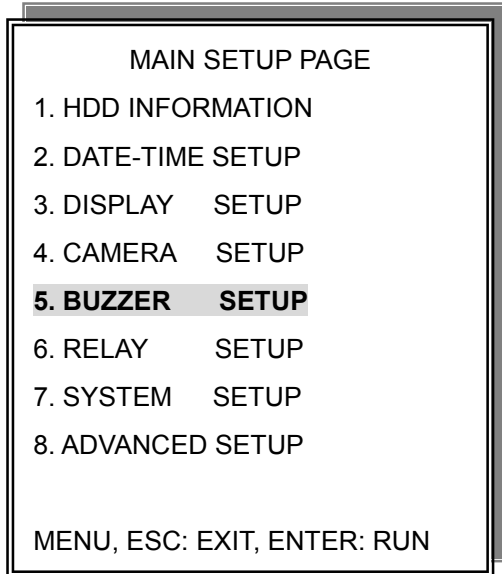 MAIN SETUP PAGE
1. HDD INFORMATION
2. DATE-TIME SETUP
3. DISPLAY SETUP
4. CAMERA SETUP
5. BUZZER SETUP
6. RELAY SETUP
7. SYSTEM SETUP
8. ADVANCED SETUP
MENU, ESC: EXIT, ENTER: RUN